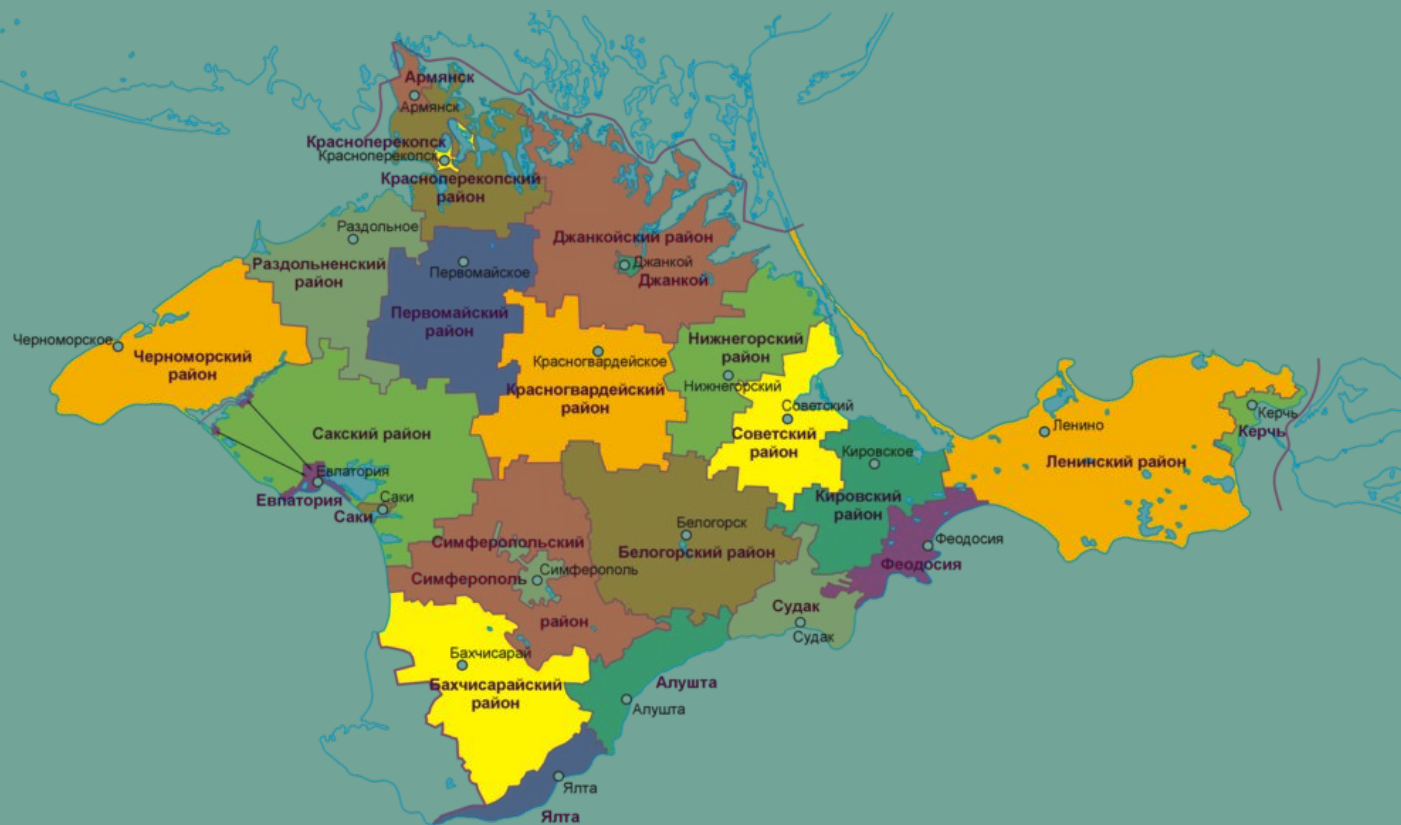 Армянск
Армянск
Красноперекопск
Красноперекопск
Красноперекопский
район
Раздольное
Джанкойский район
Джанкой
Джанкой
Раздольненский
район
Первомайское
Первомайский
район
Черноморское
Черноморский
район
Нижнегорский
район
Нижнегорский
Красногвардейское
Красногвардейский
район
Советский
Советский
район
Керчь
Керчь
Ленино
Ленинский район
Сакский район
Евпатория
Евпатория
Саки
Саки
Кировское
Кировский
район
Белогорск
Белогорский район
Симферопольский
Симферополь
Симферополь
район
Феодосия
Феодосия
Судак
Судак
Бахчисарай
Бахчисарайский
район
Алушта
Алушта
Ялта
Ялта